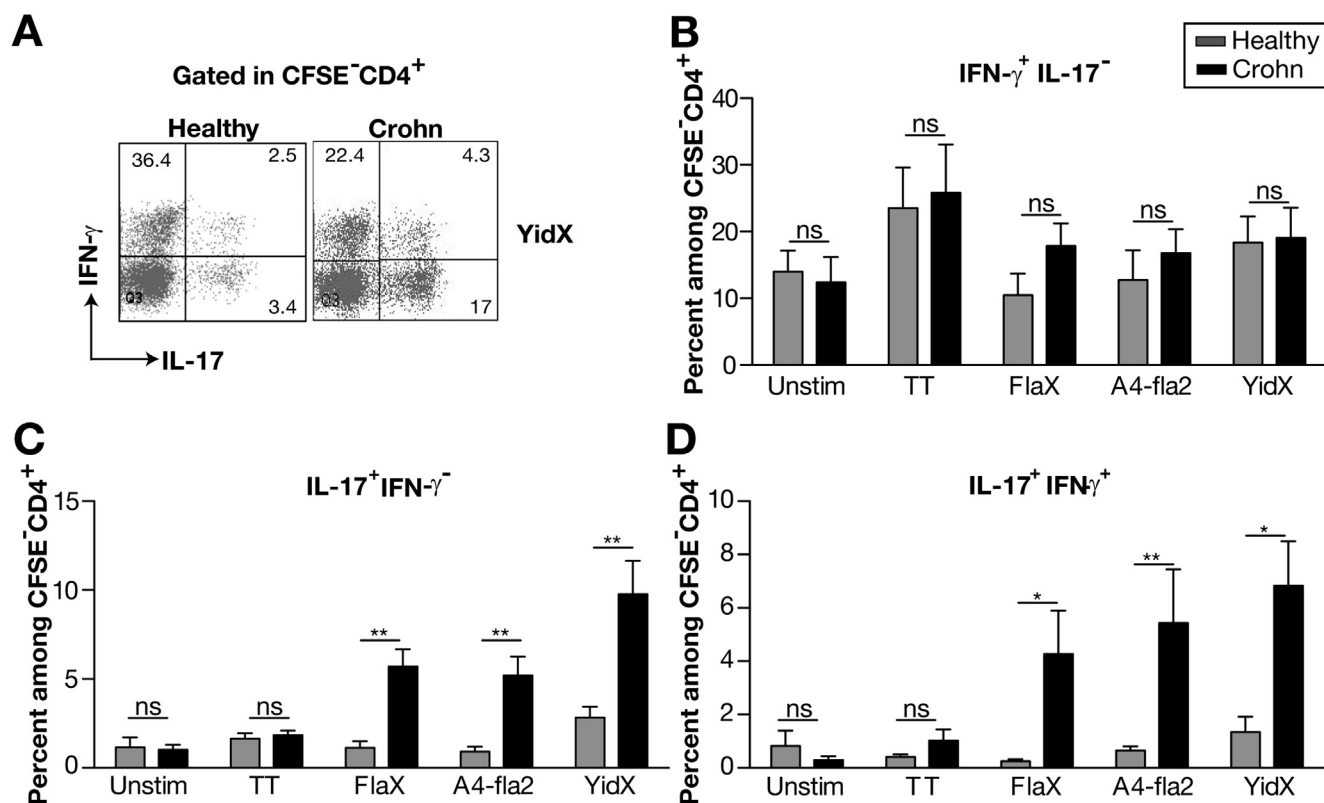 A
Gated in CFSE⁻CD4⁺
Healthy
Crohn
36.4
2.5
22.4
4.3
Q3
3.4
Q3
17
YidX
IFN-γ
IL-17
B
Healthy
Crohn
IFN-γ⁺ IL-17⁻
Percent among CFSE⁻CD4⁺
40
30
20
10
0
ns
ns
ns
ns
ns
Unstim
TT
FlaX
A4-fla2
YidX
C
IL-17⁺IFN-γ⁻
Percent among CFSE⁻CD4⁺
15
10
5
0
ns
ns
**
**
**
Unstim
TT
FlaX
A4-fla2
YidX
D
IL-17⁺ IFN-γ⁺
Percent among CFSE⁻CD4⁺
10
8
6
4
2
0
ns
ns
*
**
*
Unstim
TT
FlaX
A4-fla2
YidX